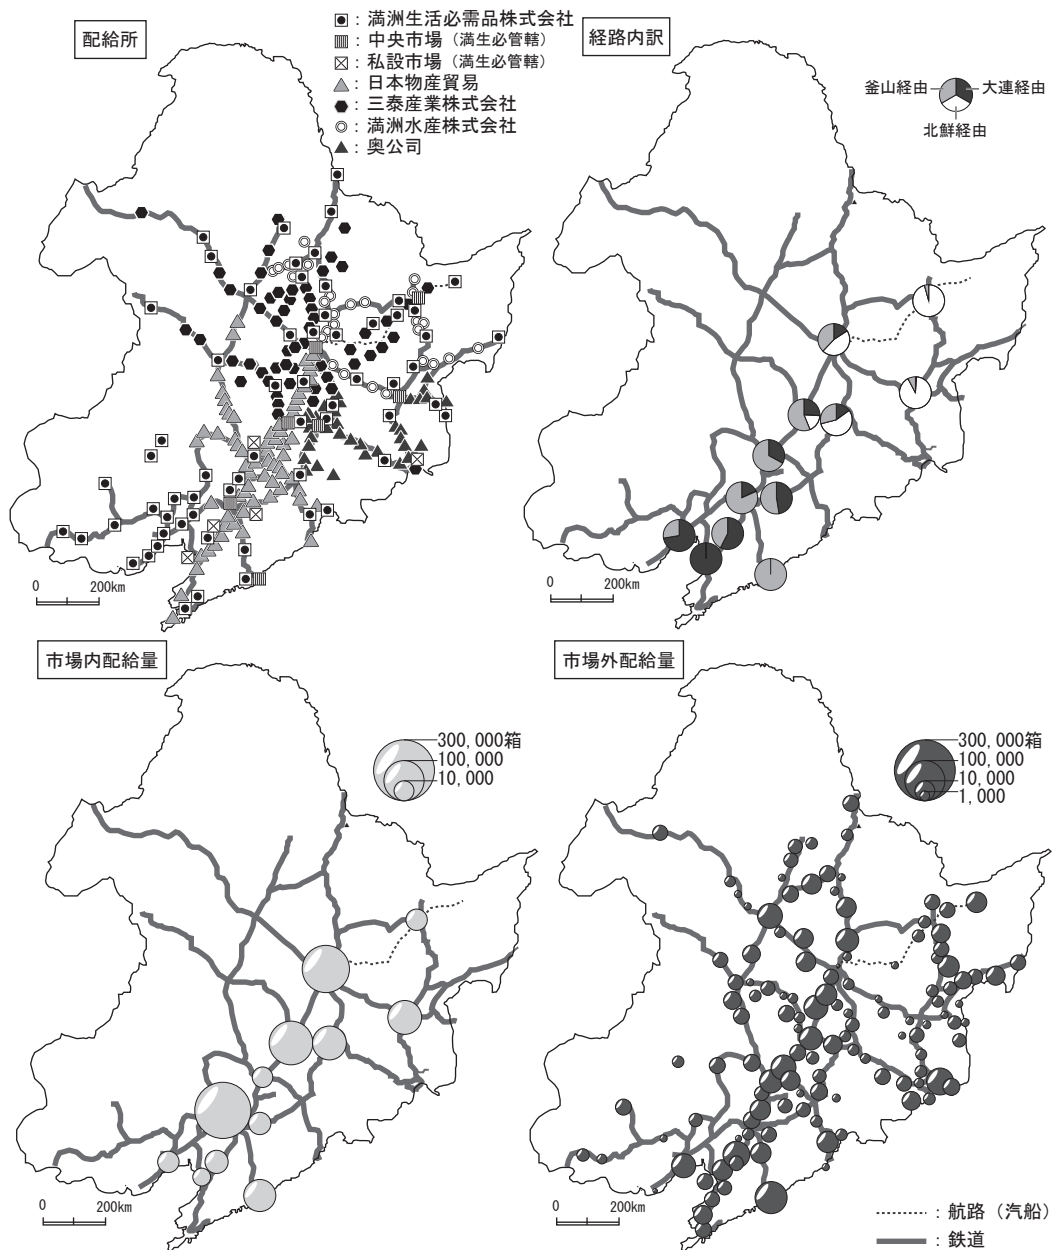 配給所
■ : 満洲生活必需品株式会社
: 中央市場（満生必管轄）
: 私設市場（満生必管轄）
: 日本物産貿易
: 三泰産業株式会社
: 満洲水産株式会社
: 奥公司
0 200km
経路内訳
釜山経由
大連経由
北鮮経由
0 200km
市場内配給量
300,000箱
100,000
10,000
0 200km
市場外配給量
300,000箱
100,000
10,000
1,000
0 200km
: 航路（汽船）
: 鉄道